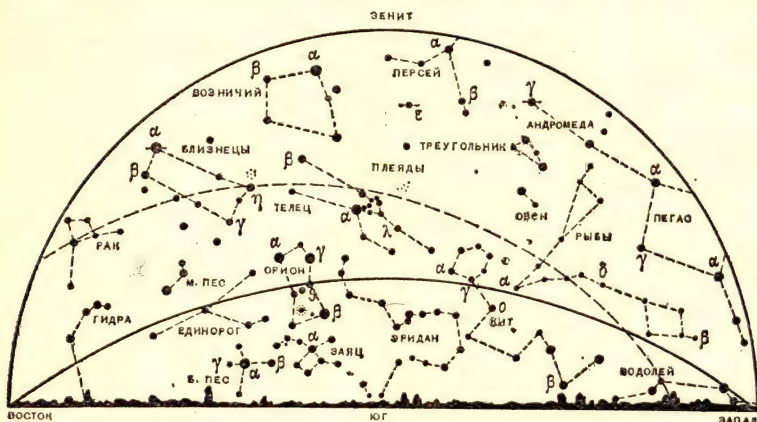 ЗЕНИТ
α
α
ПЕРСЕЙ
β
ВОЗНИЧИЙ
β
γ
ε
АНДРОМЕДА
α
БЛИЗНЕЦЫ
ТРЕУГОЛЬНИК
β
ПЛЕЯДЫ
α
β
η
ТЕЛЕЦ
α
ОВЕН
ПЕГАС
γ
λ
РЫБЫ
РАК
γ
ОРИОН
α
γ
α
α
δ
γ
α
М. ПЕС
γ
ГИДРА
ЕДИНОРОГ
β
ЭРИДАН
ο
КИТ
β
α
ЗАЯЦ
γ
α
β
Б. ПЕС
β
ВОДОЛЕЙ
ВОСТОК
ЮГ
ЗАПАД